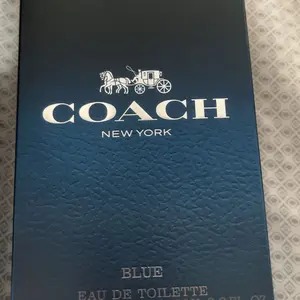 COACH
NEW YORK
BLUE
EAU DE TOILETTE